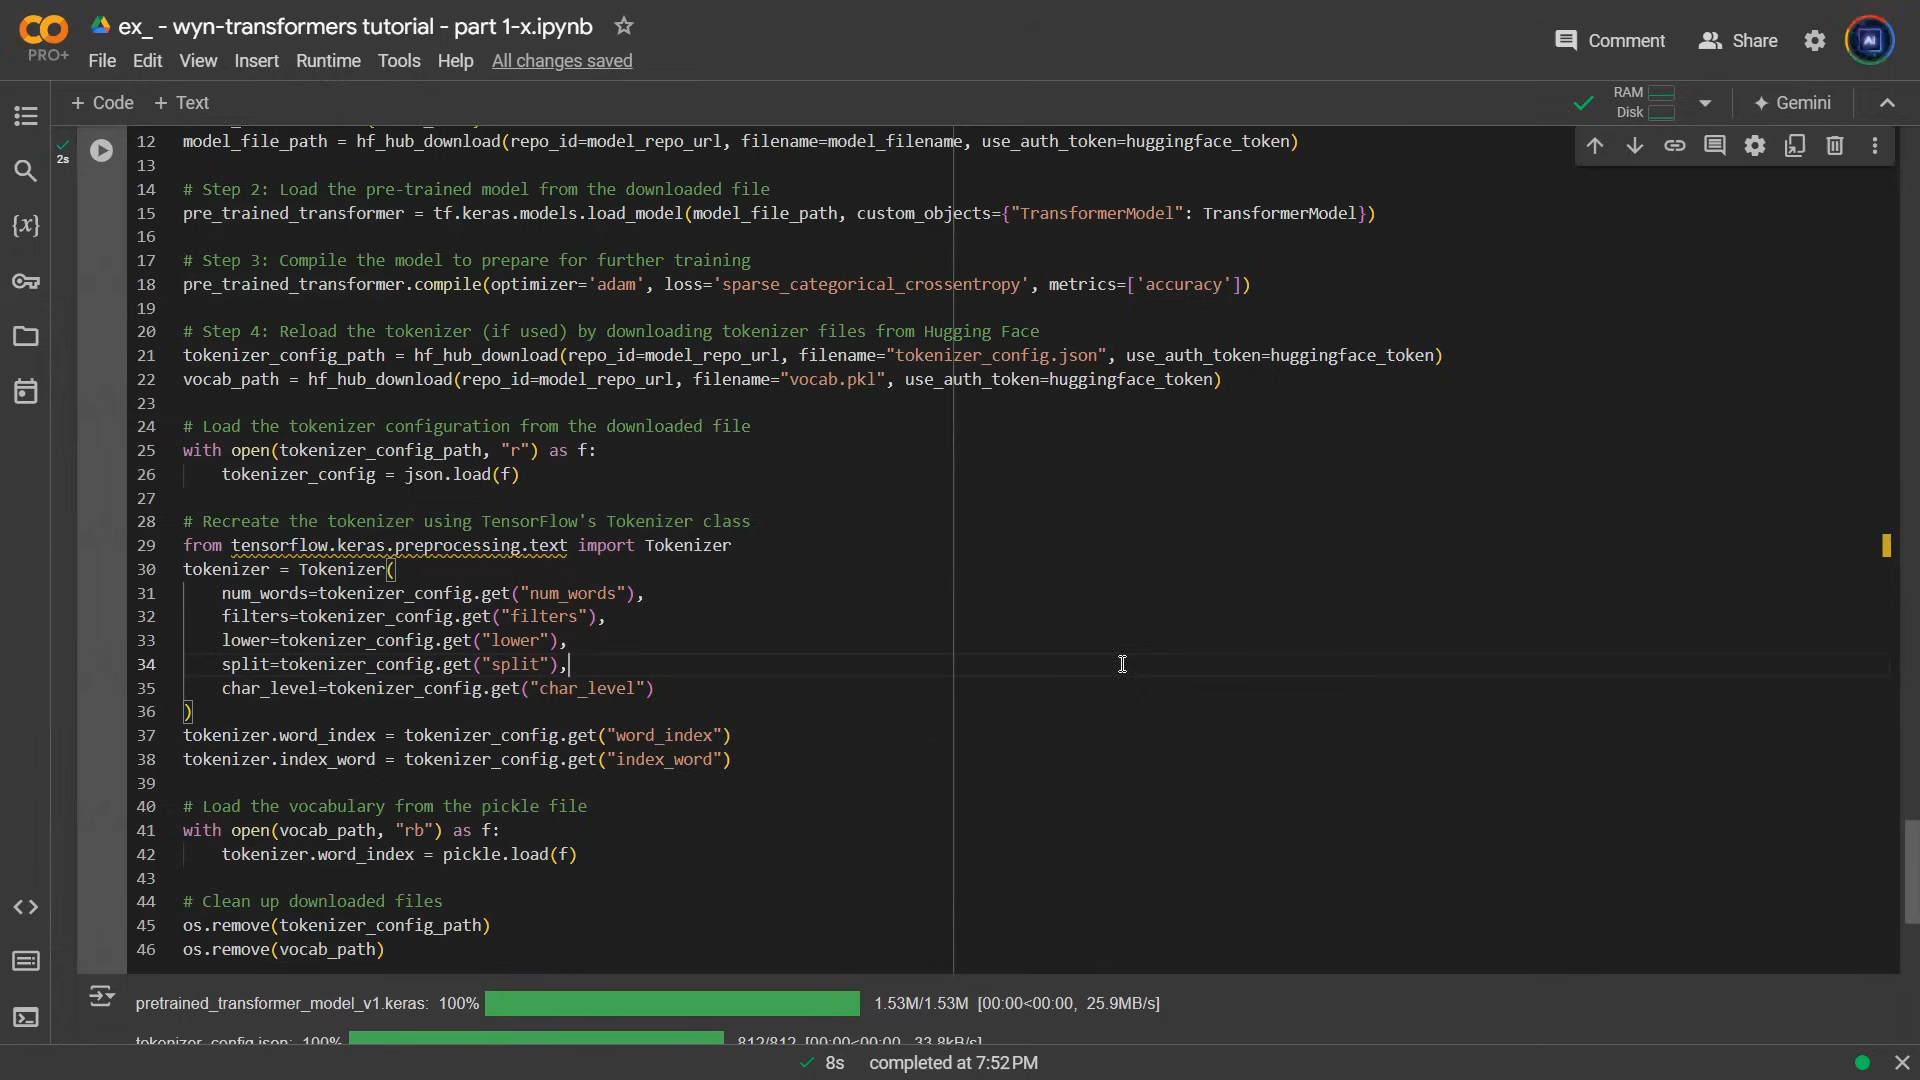 PRO+
ex_ - wyn-transformers tutorial - part 1-x.ipynb
File Edit View Insert Runtime Tools Help All changes saved
Comment
Share
+ Code + Text
RAM
Disk
Gemini
2s
12 model_file_path = hf_hub_download(repo_id=model_repo_url, filename=model_filename, use_auth_token=huggingface_token)
13
14 # Step 2: Load the pre-trained model from the downloaded file
15 pre_trained_transformer = tf.keras.models.load_model(model_file_path, custom_objects={"TransformerModel": TransformerModel})
16
17 # Step 3: Compile the model to prepare for further training
18 pre_trained_transformer.compile(optimizer='adam', loss='sparse_categorical_crossentropy', metrics=['accuracy'])
19
20 # Step 4: Reload the tokenizer (if used) by downloading tokenizer files from Hugging Face
21 tokenizer_config_path = hf_hub_download(repo_id=model_repo_url, filename="tokenizer_config.json", use_auth_token=huggingface_token)
22 vocab_path = hf_hub_download(repo_id=model_repo_url, filename="vocab.pkl", use_auth_token=huggingface_token)
23
24 # Load the tokenizer configuration from the downloaded file
25 with open(tokenizer_config_path, "r") as f:
26     tokenizer_config = json.load(f)
27
28 # Recreate the tokenizer using TensorFlow's Tokenizer class
29 from tensorflow.keras.preprocessing.text import Tokenizer
30 tokenizer = Tokenizer(
31     num_words=tokenizer_config.get("num_words"),
32     filters=tokenizer_config.get("filters"),
33     lower=tokenizer_config.get("lower"),
34     split=tokenizer_config.get("split"),
35     char_level=tokenizer_config.get("char_level")
36 )
37 tokenizer.word_index = tokenizer_config.get("word_index")
38 tokenizer.index_word = tokenizer_config.get("index_word")
39
40 # Load the vocabulary from the pickle file
41 with open(vocab_path, "rb") as f:
42     tokenizer.word_index = pickle.load(f)
43
44 # Clean up downloaded files
45 os.remove(tokenizer_config_path)
46 os.remove(vocab_path)
pretrained_transformer_model_v1.keras: 100% 1.53M/1.53M [00:00<00:00, 25.9MB/s]
tokenizer_config.json: 100% 812/812 [00:00<00:00, 33.8kB/s]
8s completed at 7:52 PM